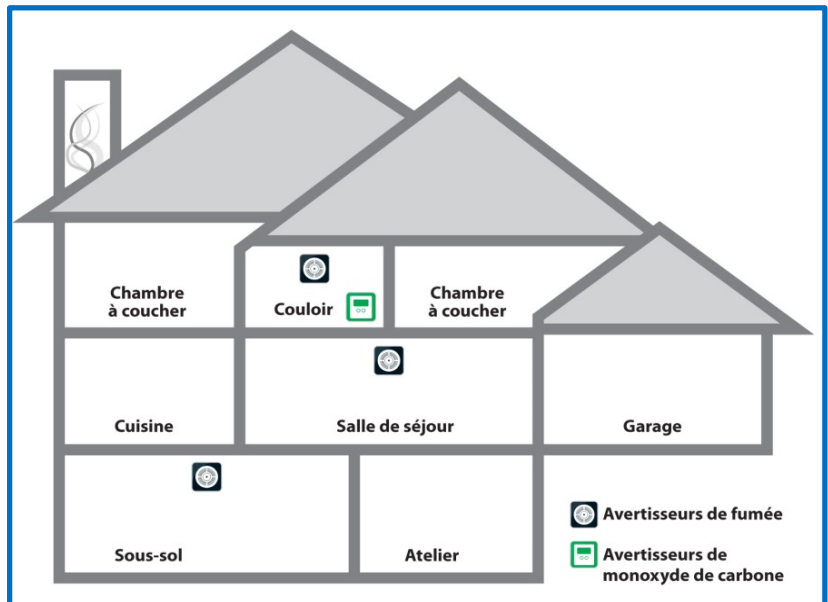 Chambre
à coucher
Couloir
Chambre
à coucher
Cuisine
Salle de séjour
Garage
Sous-sol
Atelier
Avertisseurs de fumée
Avertisseurs de
monoxyde de carbone